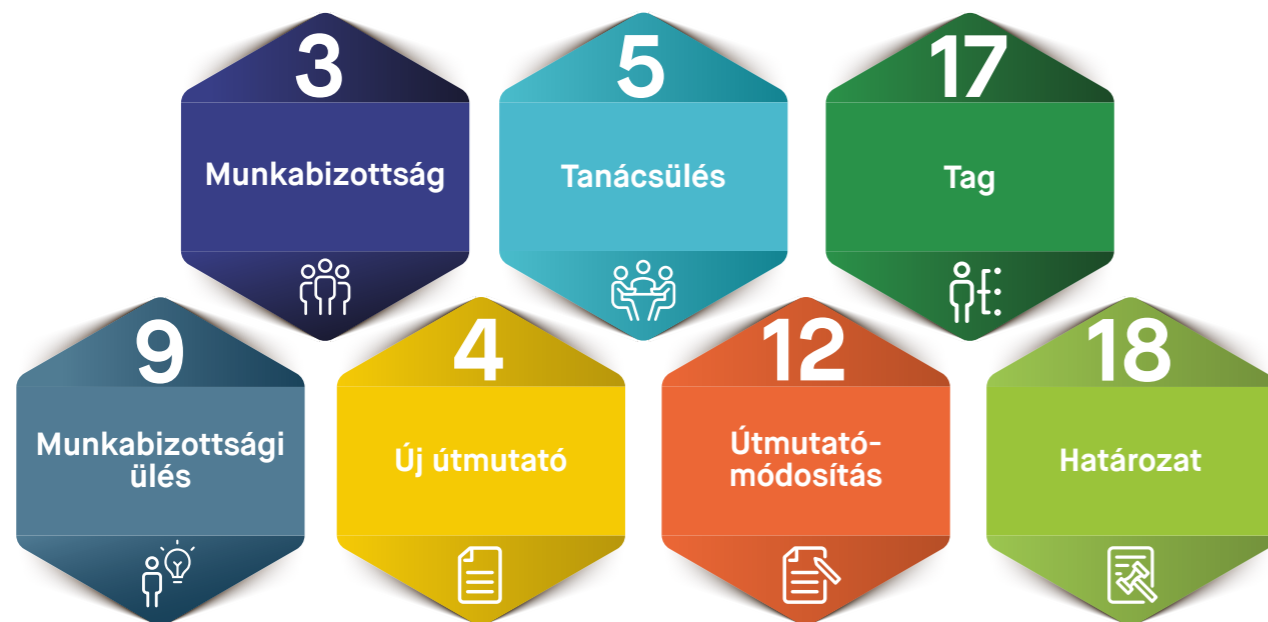 3
Munkabizottság
5
Tanácsülés
17
Tag
9
Munkabizottsági
ülés
4
Új útmutató
12
Útmutató-
módosítás
18
Határozat